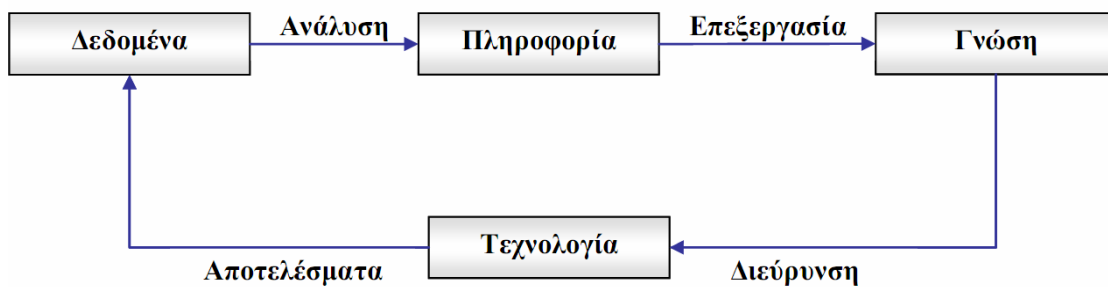 Δεδομένα
Ανάλυση
Πληροφορία
Επεξεργασία
Γνώση
Τεχνολογία
Αποτελέσματα
Διεύρυνση